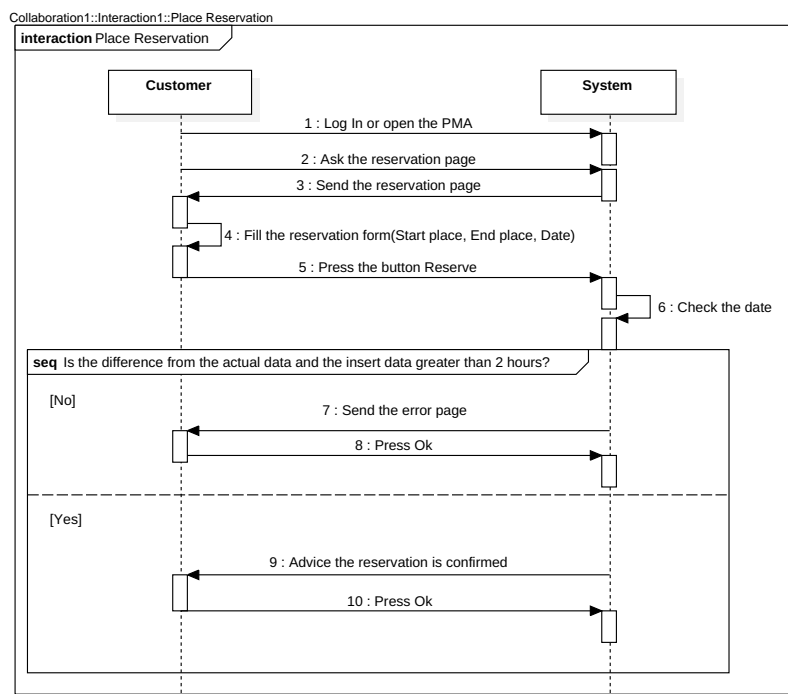 Collaboration1::Interaction1::Place Reservation
interaction Place Reservation
Customer
System
1 : Log In or open the PMA
2 : Ask the reservation page
3 : Send the reservation page
4 : Fill the reservation form(Start place, End place, Date)
5 : Press the button Reserve
6 : Check the date
seq Is the difference from the actual data and the insert data greater than 2 hours?
[No]
7 : Send the error page
8 : Press Ok
[Yes]
9 : Advice the reservation is confirmed
10 : Press Ok